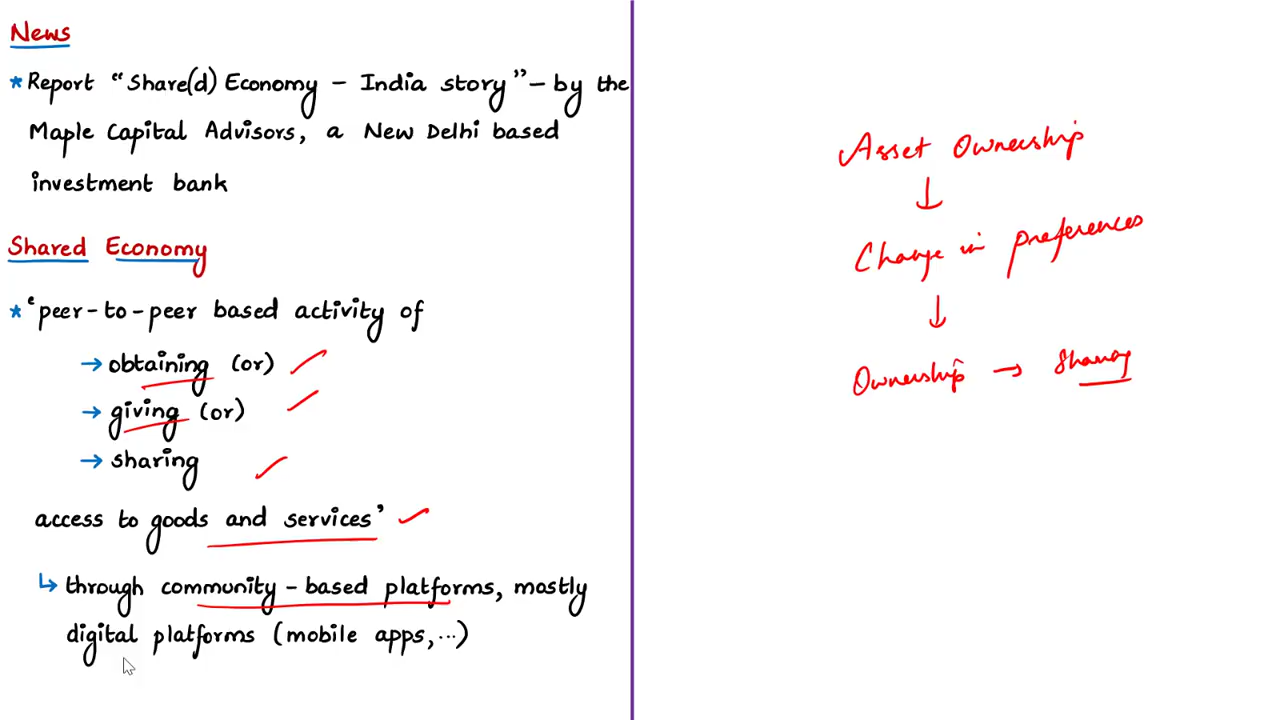 News
* Report "Share(d) Economy - India story" - by the
Maple Capital Advisors, a New Delhi based
investment bank
Shared Economy
* 'peer-to-peer based activity of
→ obtaining (or)
→ giving (or)
→ sharing
access to goods and services'
↳ through community-based platforms, mostly
digital platforms (mobile apps,...)
Asset Ownership
↓
Change in preferences
↓
Ownership → Sharing